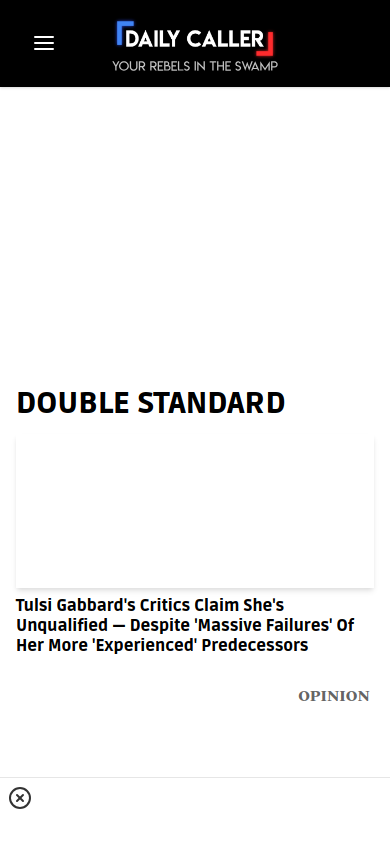 DAILY CALLER
YOUR REBELS IN THE SWAMP
DOUBLE STANDARD
Tulsi Gabbard's Critics Claim She's
Unqualified — Despite 'Massive Failures' Of
Her More 'Experienced' Predecessors
OPINION